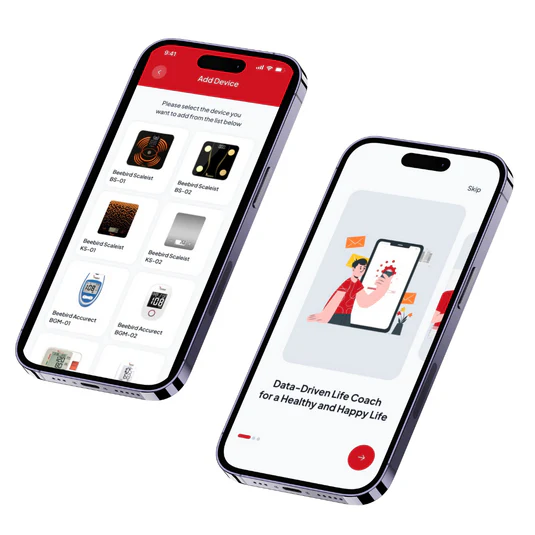 9:41
Add Device
Please select the device you
want to add from the list below
Beebird Scaleist
BS-01
Beebird Scaleist
BS-02
Beebird Scaleist
KS-01
Beebird Scaleist
KS-02
108
Beebird Accurect
BGM-01
108
Beebird Accurect
BGM-02
Skip
Data-Driven Life Coach
for a Healthy and Happy Life